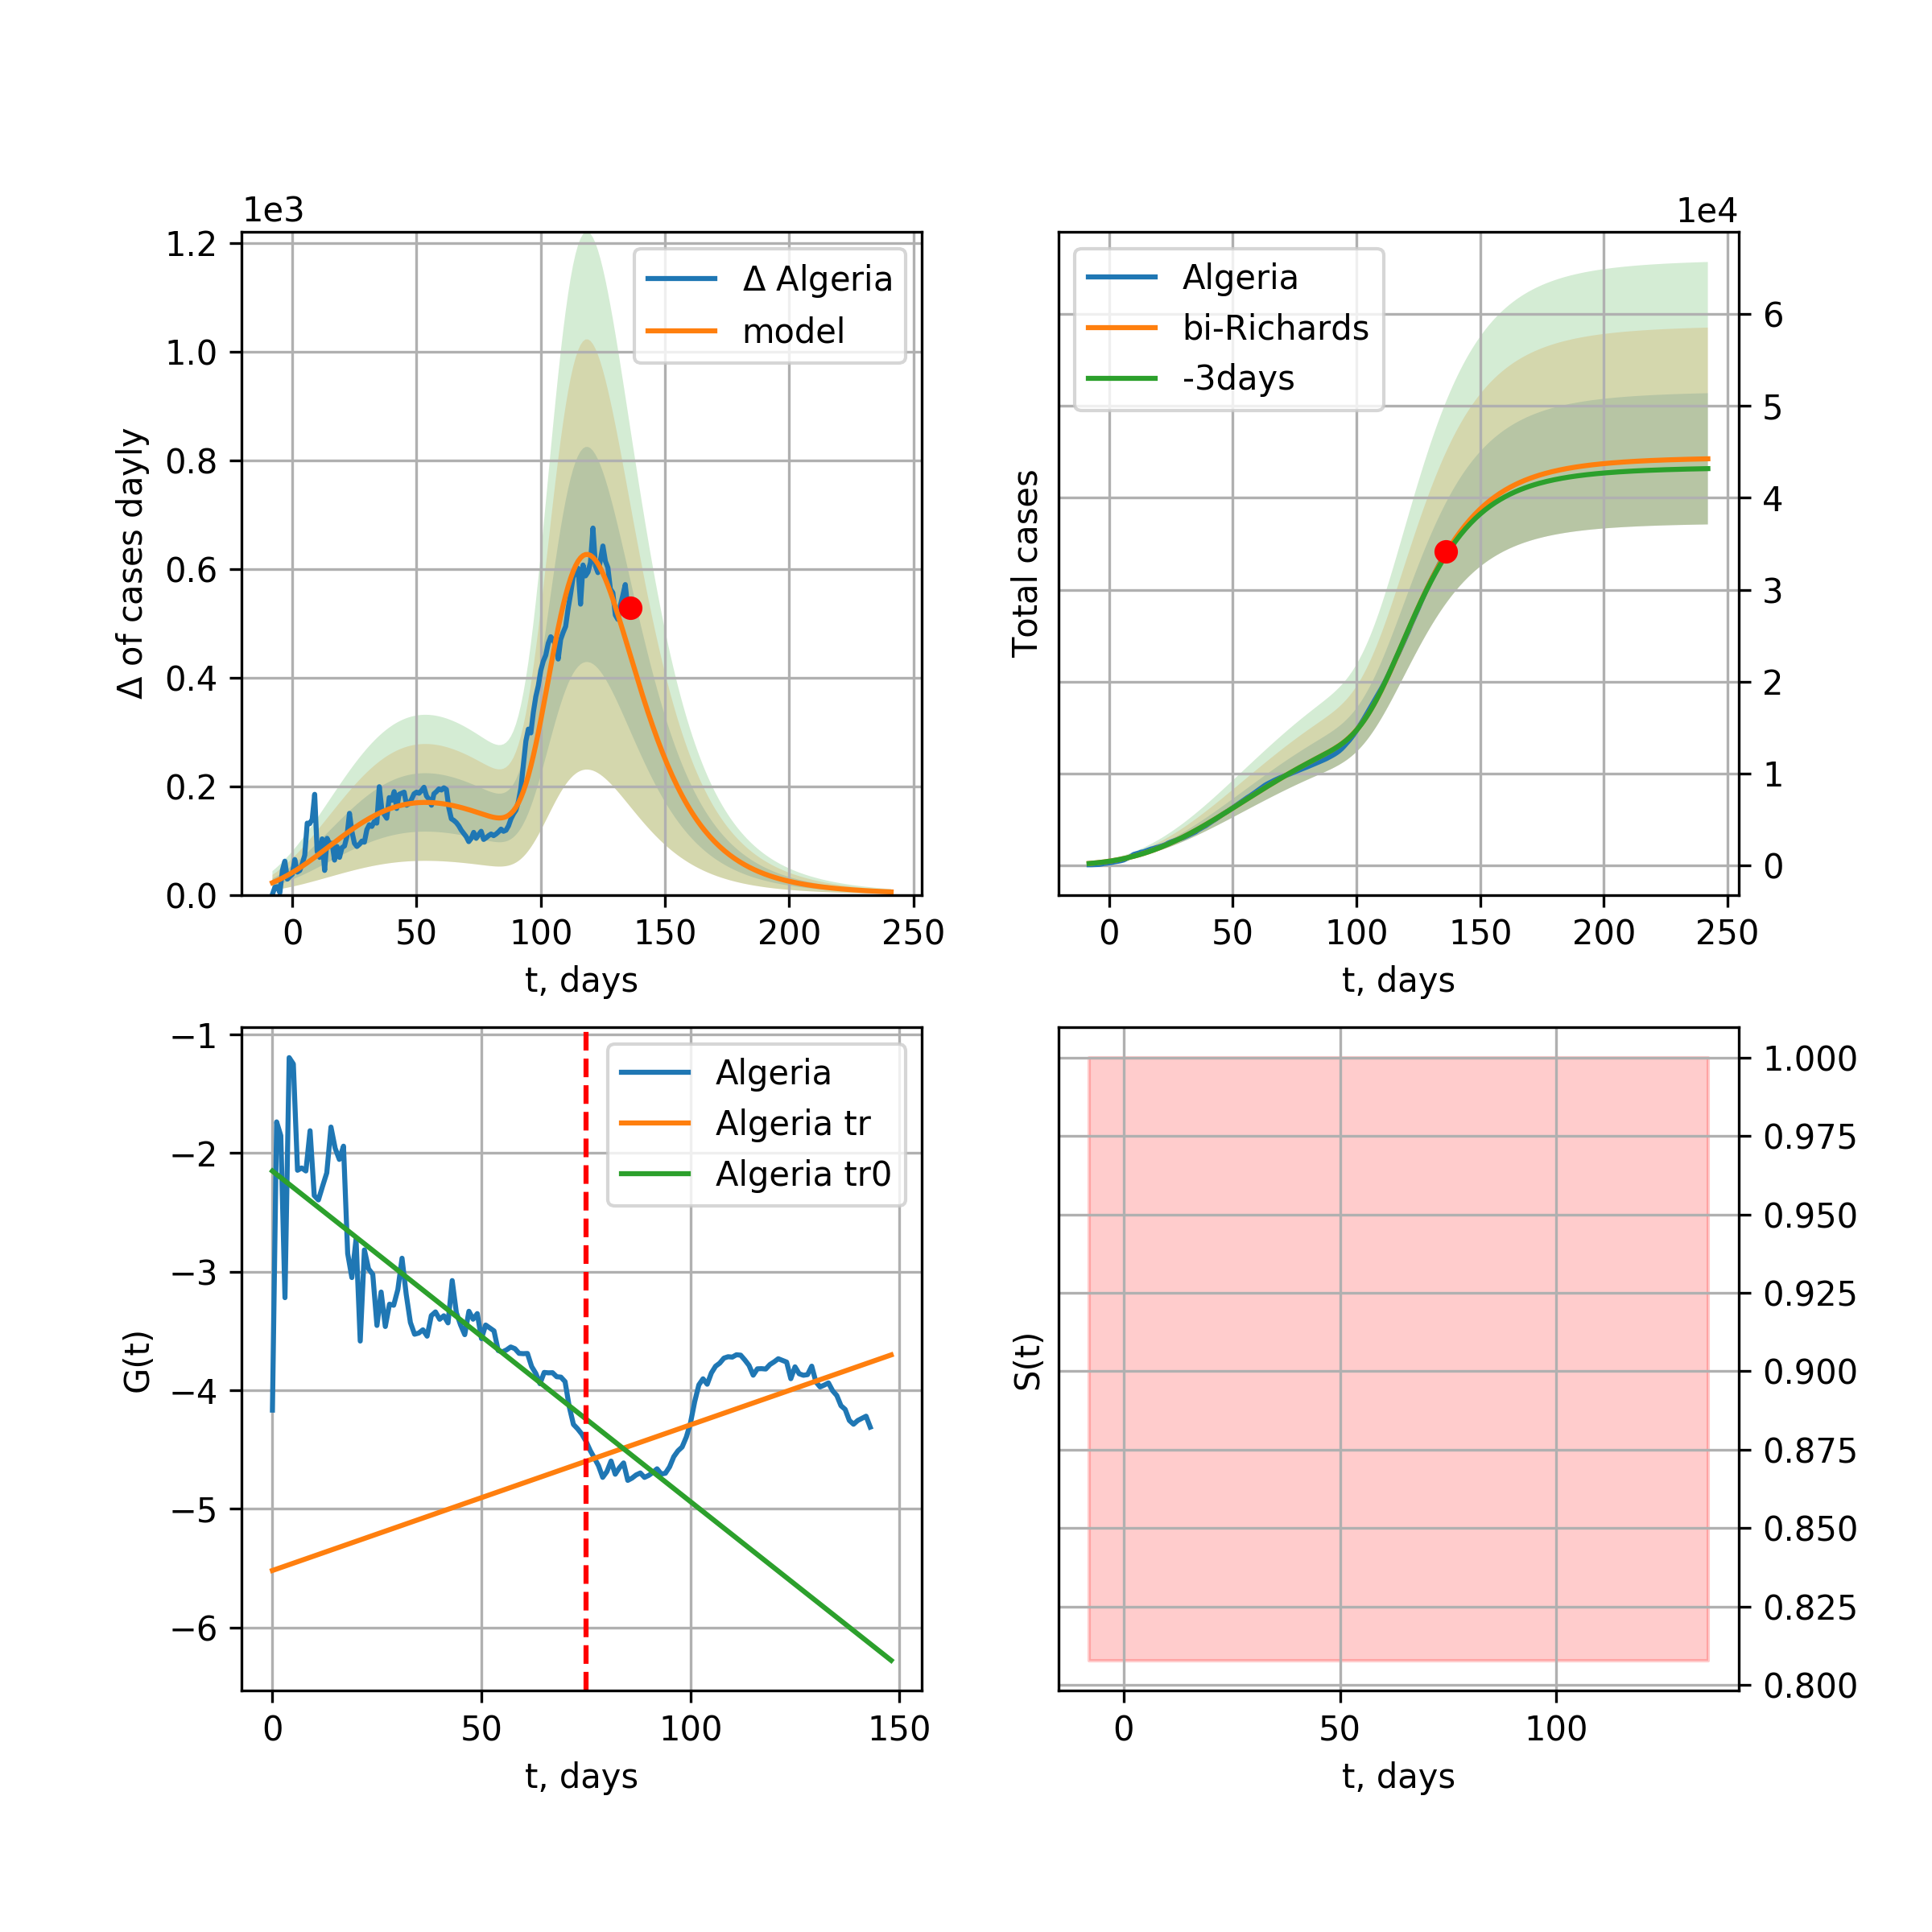 1e3
1.2
1.0
0.8
0.6
0.4
0.2
0.0
Δ of cases dayly
Δ Algeria
model
0 50 100 150 200 250
t, days
1e4
Algeria
bi-Richards
-3days
Total cases
6
5
4
3
2
1
0
0 50 100 150 200 250
t, days
−1
−2
−3
−4
−5
−6
G(t)
Algeria
Algeria tr
Algeria tr0
0 50 100 150
t, days
S(t)
1.000
0.975
0.950
0.925
0.900
0.875
0.850
0.825
0.800
0 50 100
t, days